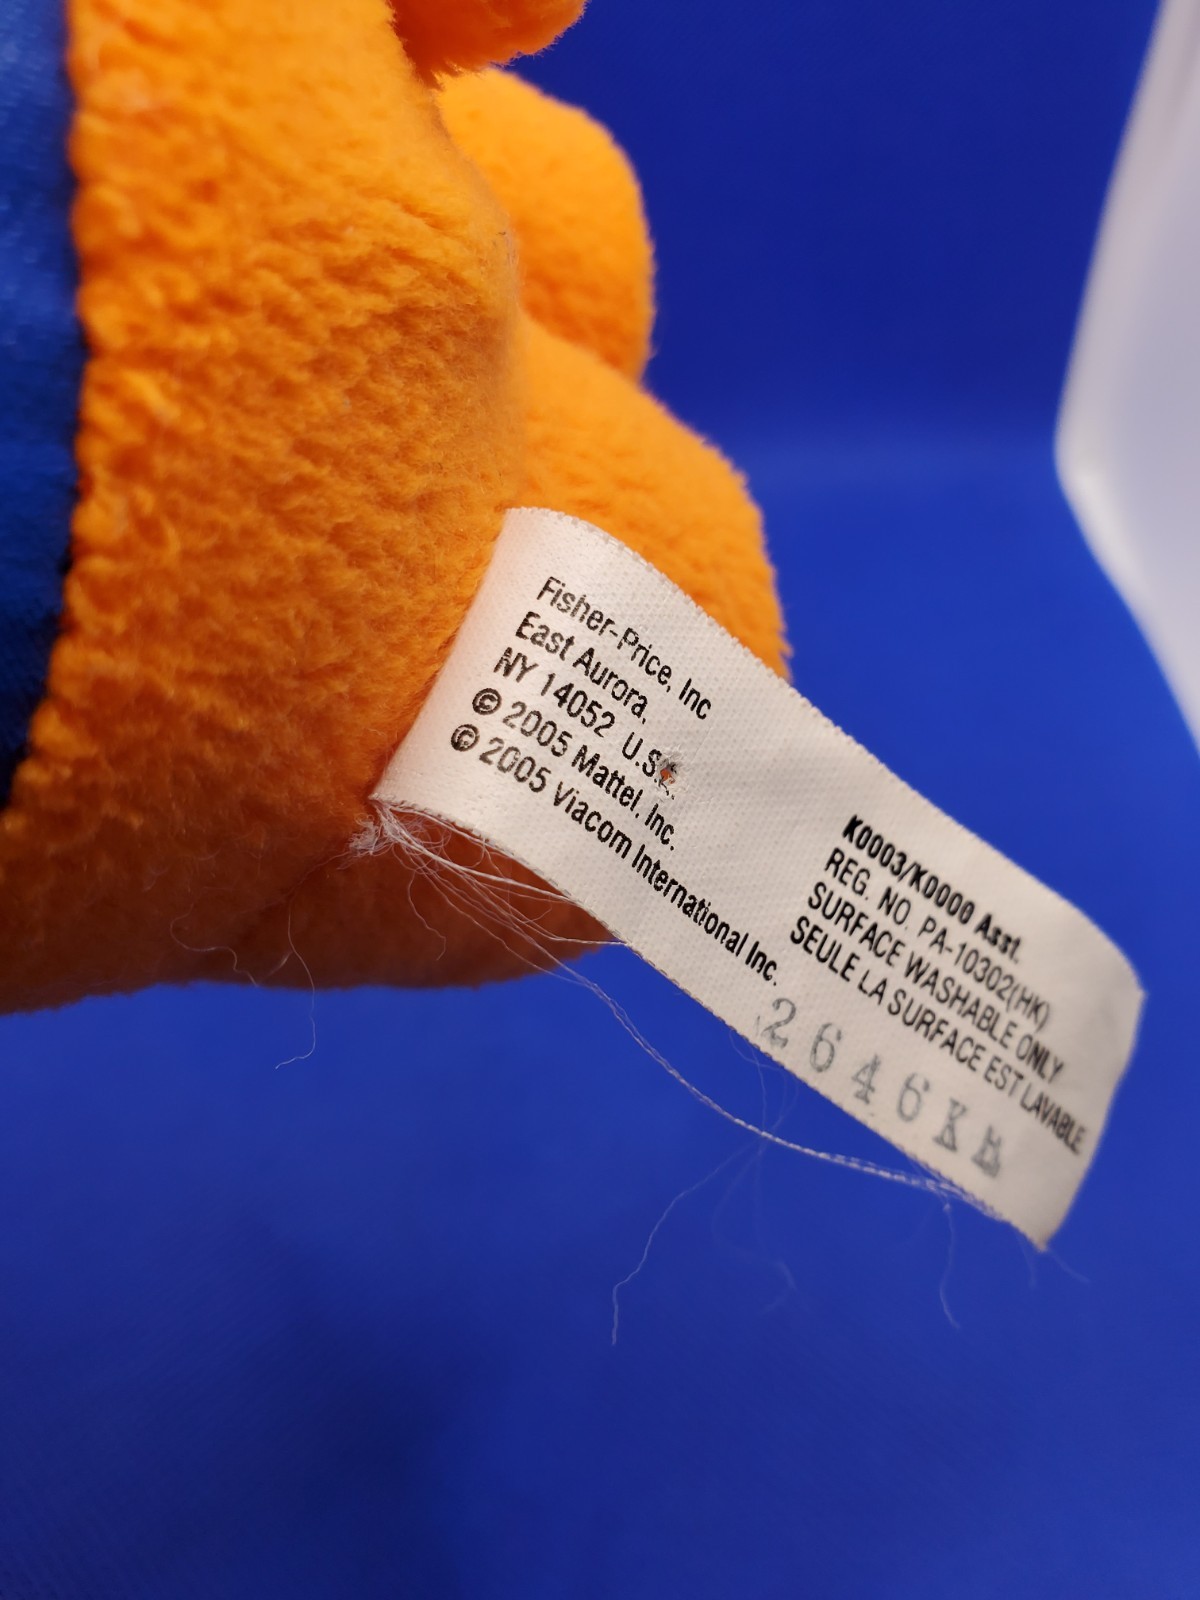 Fisher-Price, Inc
East Aurora,
NY 14052 U.S.A.
© 2005 Mattel, Inc.
© 2005 Viacom International Inc.
K0003/K0000 Asst.
REG. NO. PA-10302(HK)
SURFACE WASHABLE ONLY
SEULE LA SURFACE EST LAVABLE